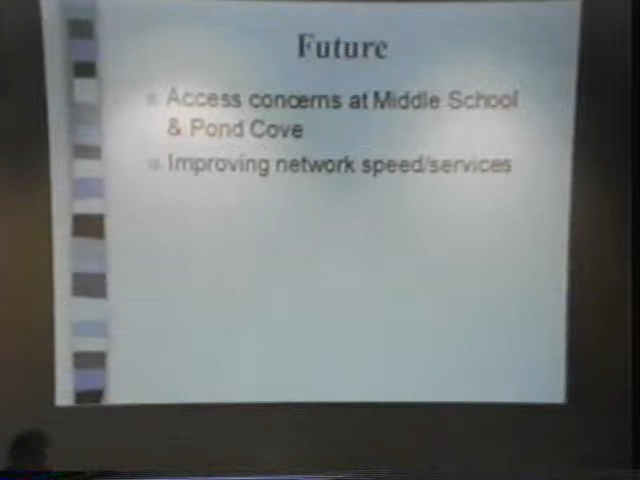 Future
Access concerns at Middle School
& Pond Cove
Improving network speed/services